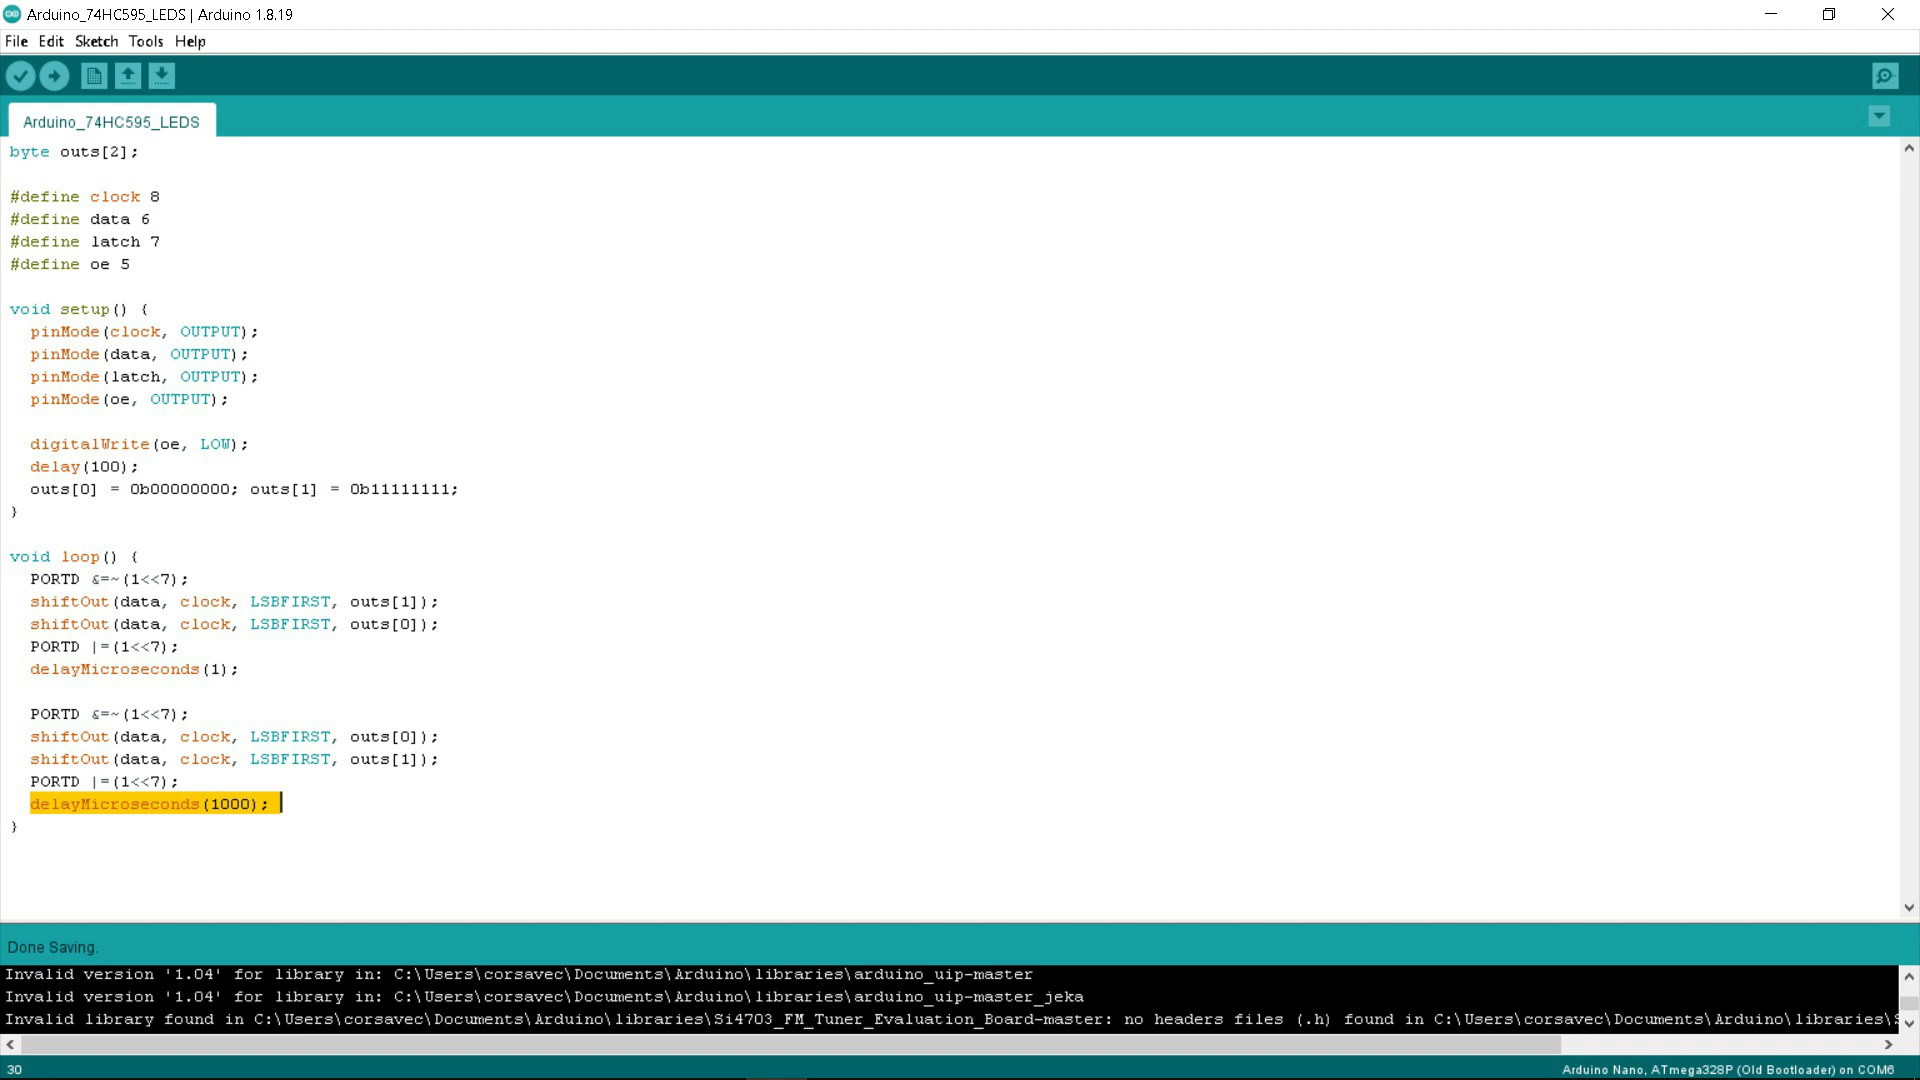 Arduino_74HC595_LEDS | Arduino 1.8.19
File Edit Sketch Tools Help
Arduino_74HC595_LEDS
byte outs[2];
#define clock 8
#define data 6
#define latch 7
#define oe 5
void setup() {
  pinMode(clock, OUTPUT);
  pinMode(data, OUTPUT);
  pinMode(latch, OUTPUT);
  pinMode(oe, OUTPUT);
  digitalWrite(oe, LOW);
  delay(100);
  outs[0] = 0b00000000; outs[1] = 0b11111111;
}
void loop() {
  PORTD &=~(1<<7);
  shiftOut(data, clock, LSBFIRST, outs[1]);
  shiftOut(data, clock, LSBFIRST, outs[0]);
  PORTD |=(1<<7);
  delayMicroseconds(1);
  PORTD &=~(1<<7);
  shiftOut(data, clock, LSBFIRST, outs[0]);
  shiftOut(data, clock, LSBFIRST, outs[1]);
  PORTD |=(1<<7);
  delayMicroseconds(1000);
}
Done Saving.
Invalid version '1.04' for library in: C:\Users\corsavec\Documents\Arduino\libraries\arduino_uip-master
Invalid version '1.04' for library in: C:\Users\corsavec\Documents\Arduino\libraries\arduino_uip-master_jeka
Invalid library found in C:\Users\corsavec\Documents\Arduino\libraries\Si4703_FM_Tuner_Evaluation_Board-master: no headers files (.h) found in C:\Users\corsavec\Documents\Arduino\libraries\
30
Arduino Nano, ATmega328P (Old Bootloader) on COM6